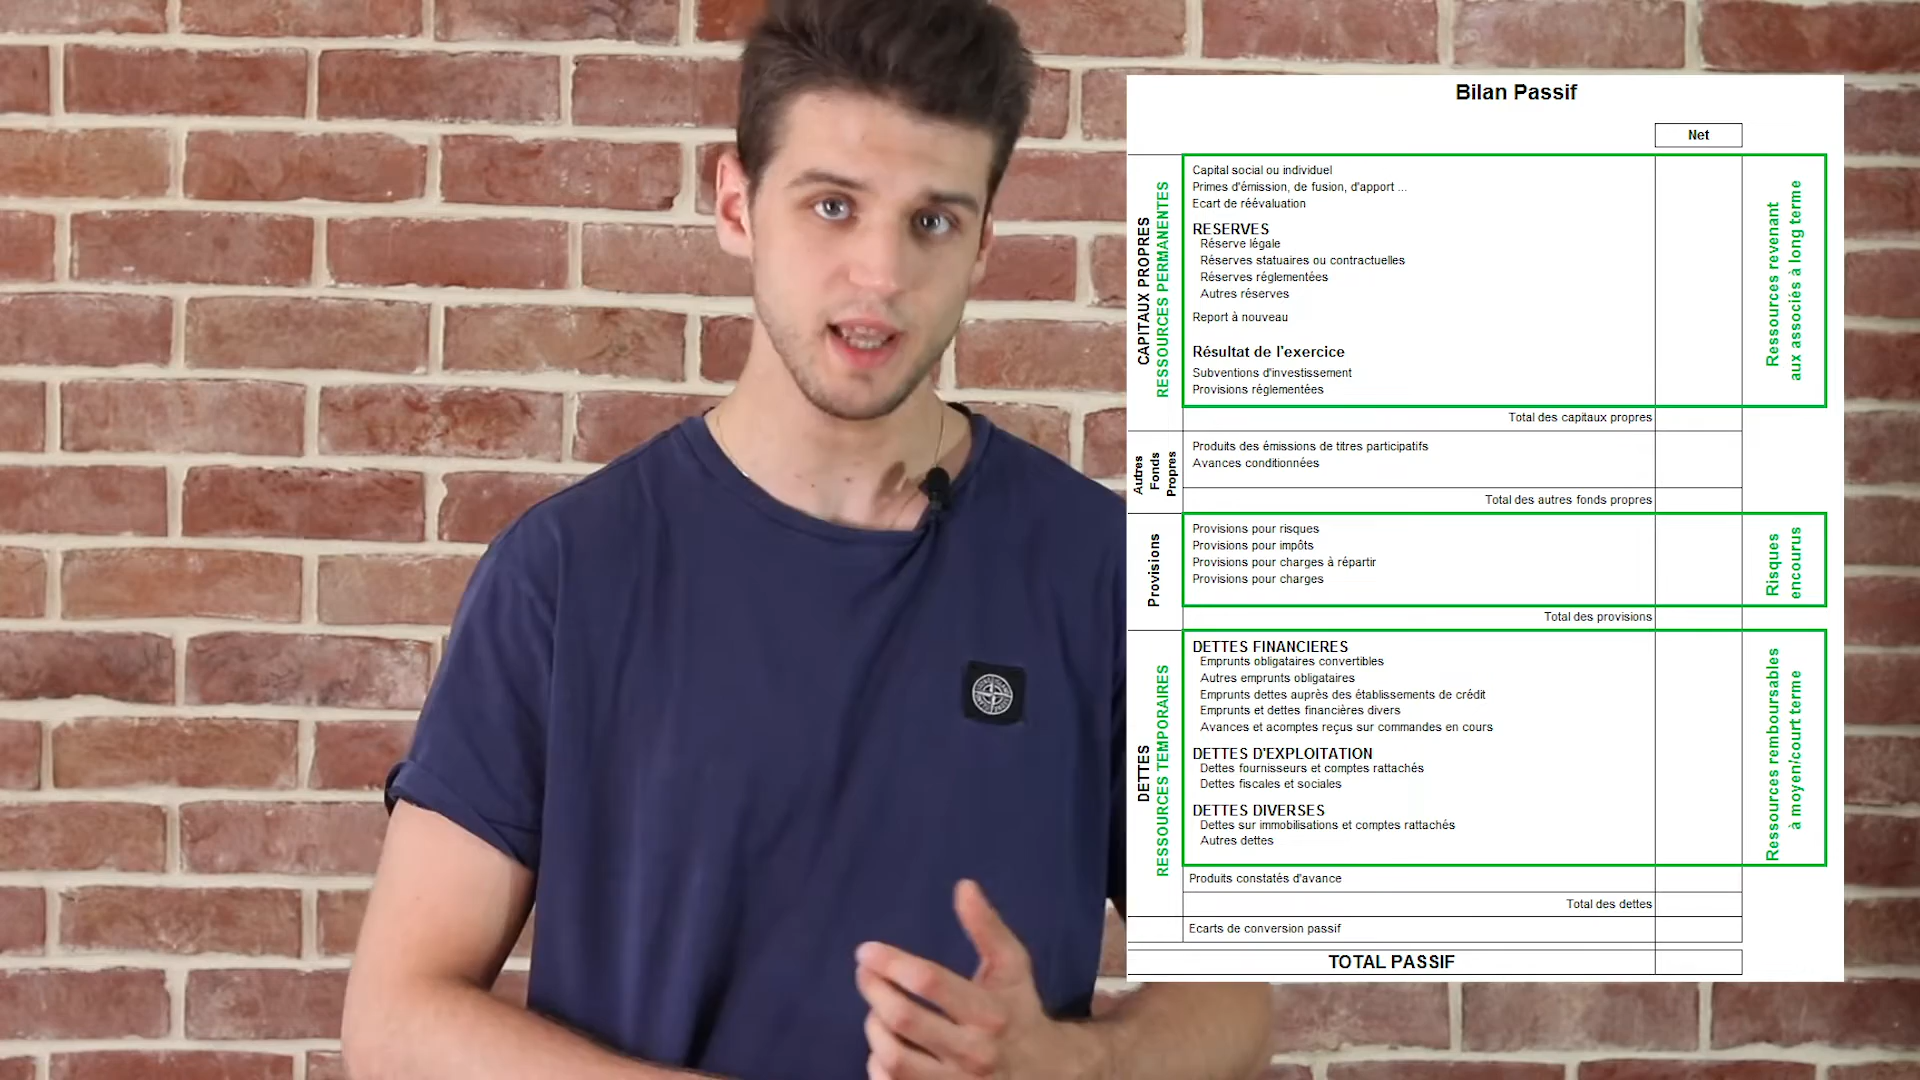 Bilan Passif
Net
CAPITAUX PROPRES
RESSOURCES PERMANENTES
Capital social ou individuel
Primes d'émission, de fusion, d'apport ...
Ecart de réévaluation
RESERVES
Réserve légale
Réserves statuaires ou contractuelles
Réserves réglementées
Autres réserves
Report à nouveau
Résultat de l'exercice
Subventions d'investissement
Provisions réglementées
Ressources revenant
aux associés à long terme
Total des capitaux propres
Autres
Fonds
Propres
Produits des émissions de titres participatifs
Avances conditionnées
Total des autres fonds propres
Provisions
Provisions pour risques
Provisions pour impôts
Provisions pour charges à répartir
Provisions pour charges
Risques
encourus
Total des provisions
DETTES
RESSOURCES TEMPORAIRES
DETTES FINANCIERES
Emprunts obligataires convertibles
Autres emprunts obligataires
Emprunts dettes auprès des établissements de crédit
Emprunts et dettes financières divers
Avances et acomptes reçus sur commandes en cours
DETTES D'EXPLOITATION
Dettes fournisseurs et comptes rattachés
Dettes fiscales et sociales
DETTES DIVERSES
Dettes sur immobilisations et comptes rattachés
Autres dettes
Ressources remboursables
à moyen/court terme
Produits constatés d'avance
Total des dettes
Ecarts de conversion passif
TOTAL PASSIF